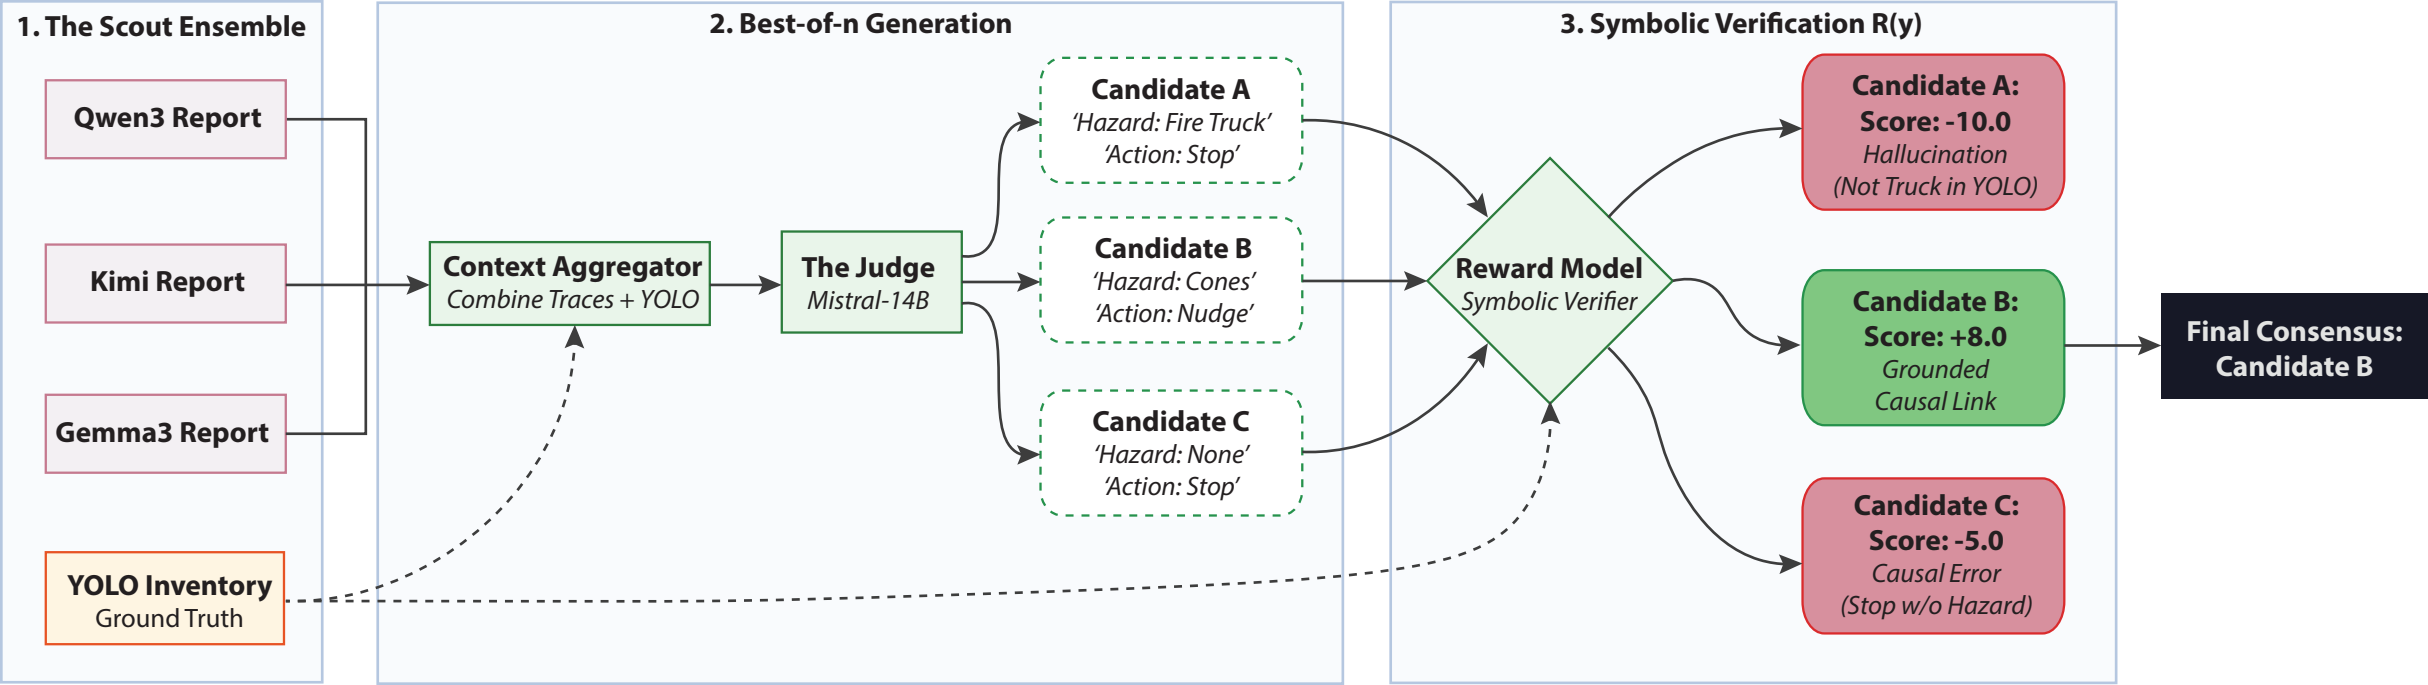 1. The Scout Ensemble
Qwen3 Report
Kimi Report
Gemma3 Report
YOLO Inventory
Ground Truth
2. Best-of-n Generation
Context Aggregator
Combine Traces + YOLO
The Judge
Mistral-14B
Candidate A
‘Hazard: Fire Truck’
‘Action: Stop’
Candidate B
‘Hazard: Cones’
‘Action: Nudge’
Candidate C
‘Hazard: None’
‘Action: Stop’
3. Symbolic Verification R(y)
Reward Model
Symbolic Verifier
Candidate A:
Score: -10.0
Hallucination
(Not Truck in YOLO)
Candidate B:
Score: +8.0
Grounded
Causal Link
Candidate C:
Score: -5.0
Causal Error
(Stop w/o Hazard)
Final Consensus:
Candidate B